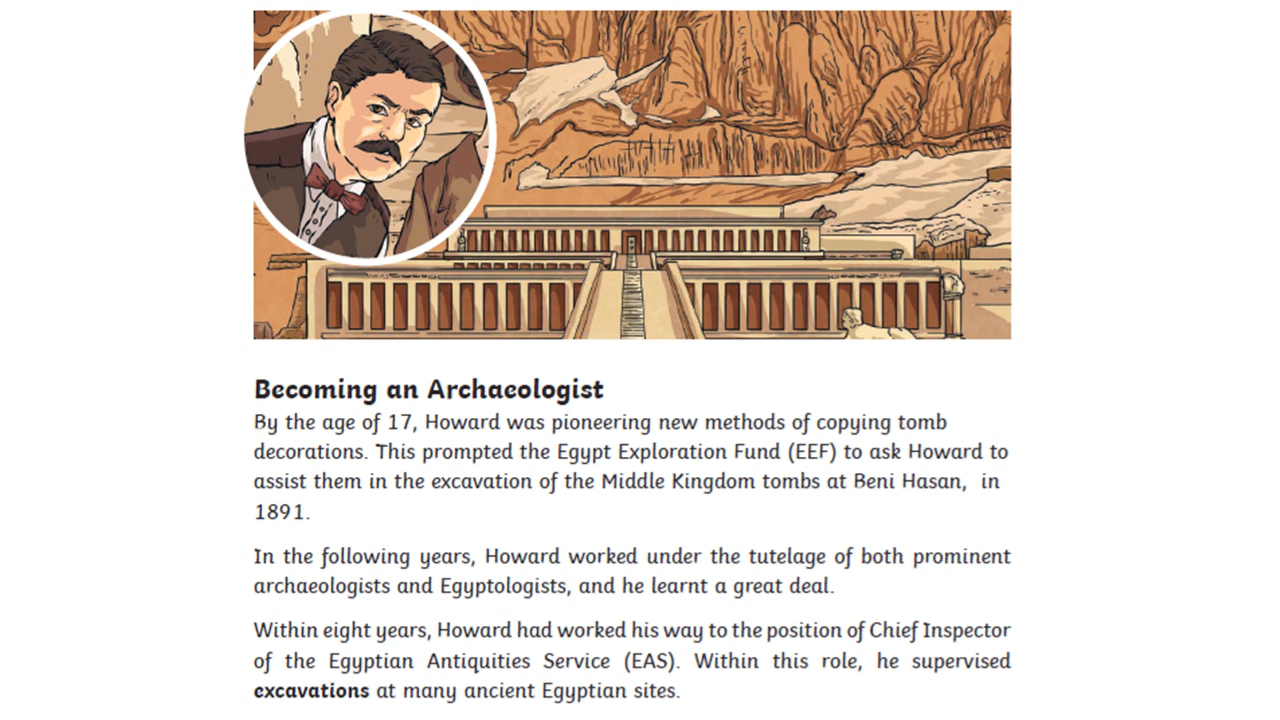 Becoming an Archaeologist
By the age of 17, Howard was pioneering new methods of copying tomb
decorations. This prompted the Egypt Exploration Fund (EEF) to ask Howard to
assist them in the excavation of the Middle Kingdom tombs at Beni Hasan, in
1891.
In the following years, Howard worked under the tutelage of both prominent
archaeologists and Egyptologists, and he learnt a great deal.
Within eight years, Howard had worked his way to the position of Chief Inspector
of the Egyptian Antiquities Service (EAS). Within this role, he supervised
excavations at many ancient Egyptian sites.